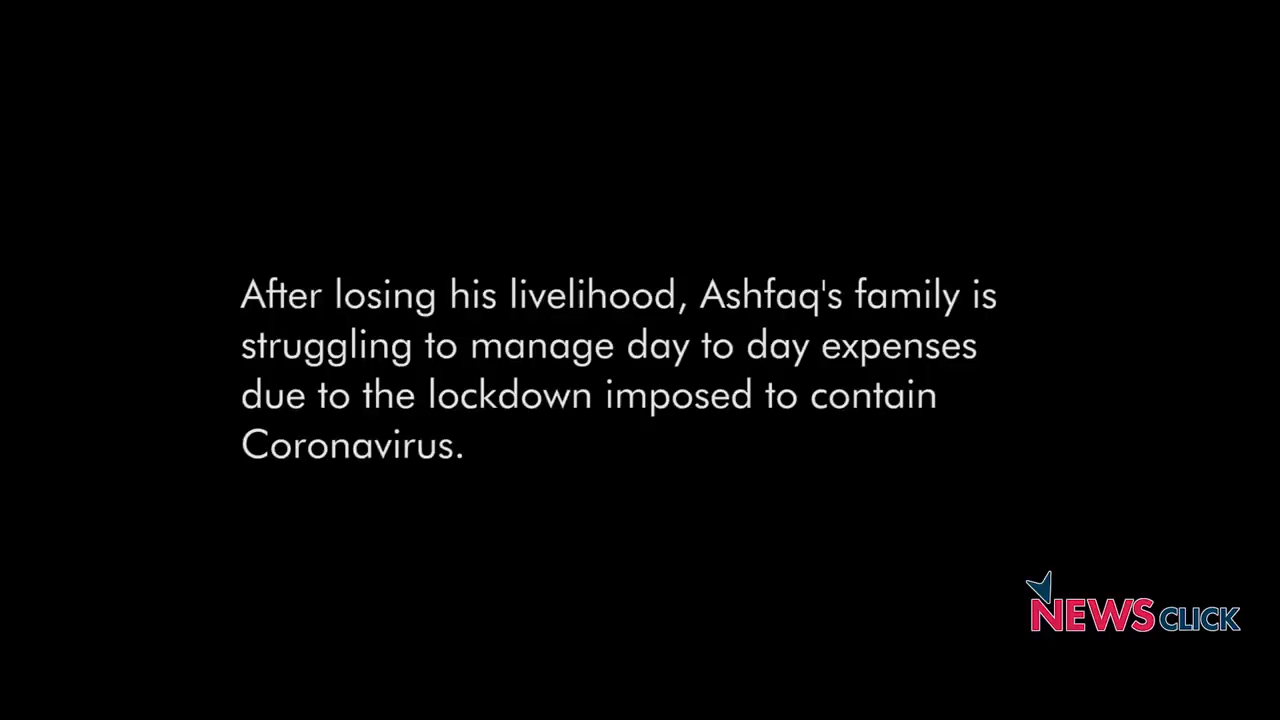 After losing his livelihood, Ashfaq's family is
struggling to manage day to day expenses
due to the lockdown imposed to contain
Coronavirus.
NEWSCLICK